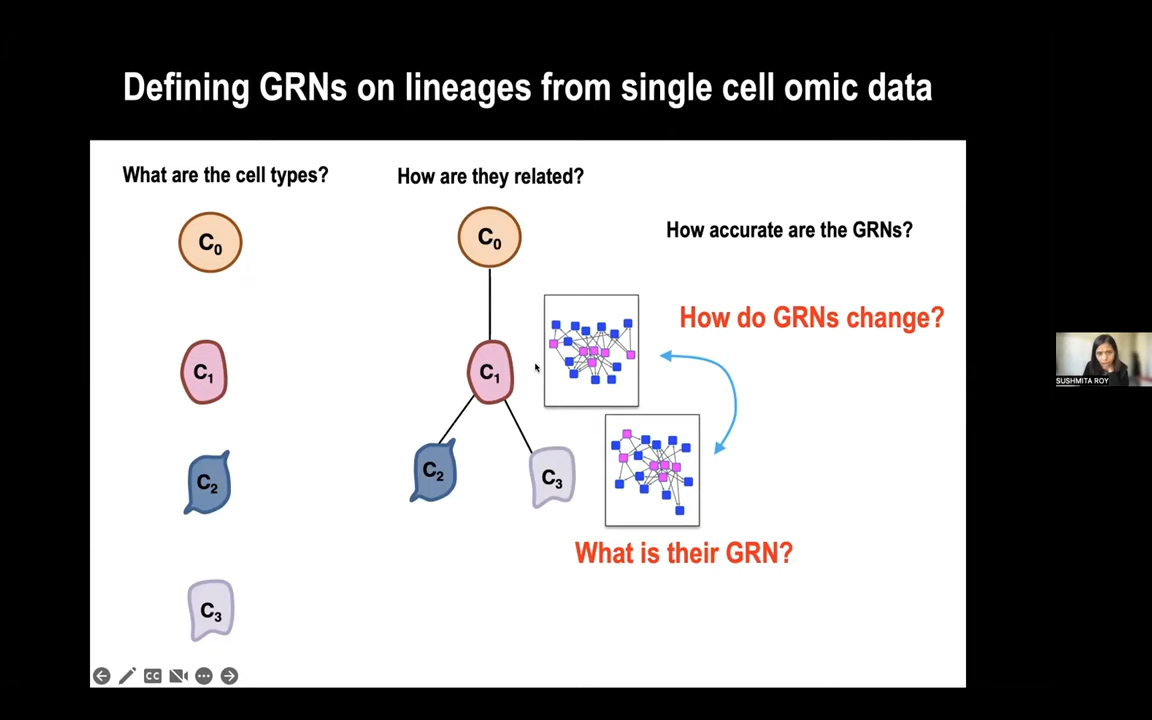 Defining GRNs on lineages from single cell omic data
What are the cell types?
How are they related?
How accurate are the GRNs?
How do GRNs change?
What is their GRN?
C0
C1
C2
C3
C0
C1
C2
C3
CC
SUSHMITA ROY